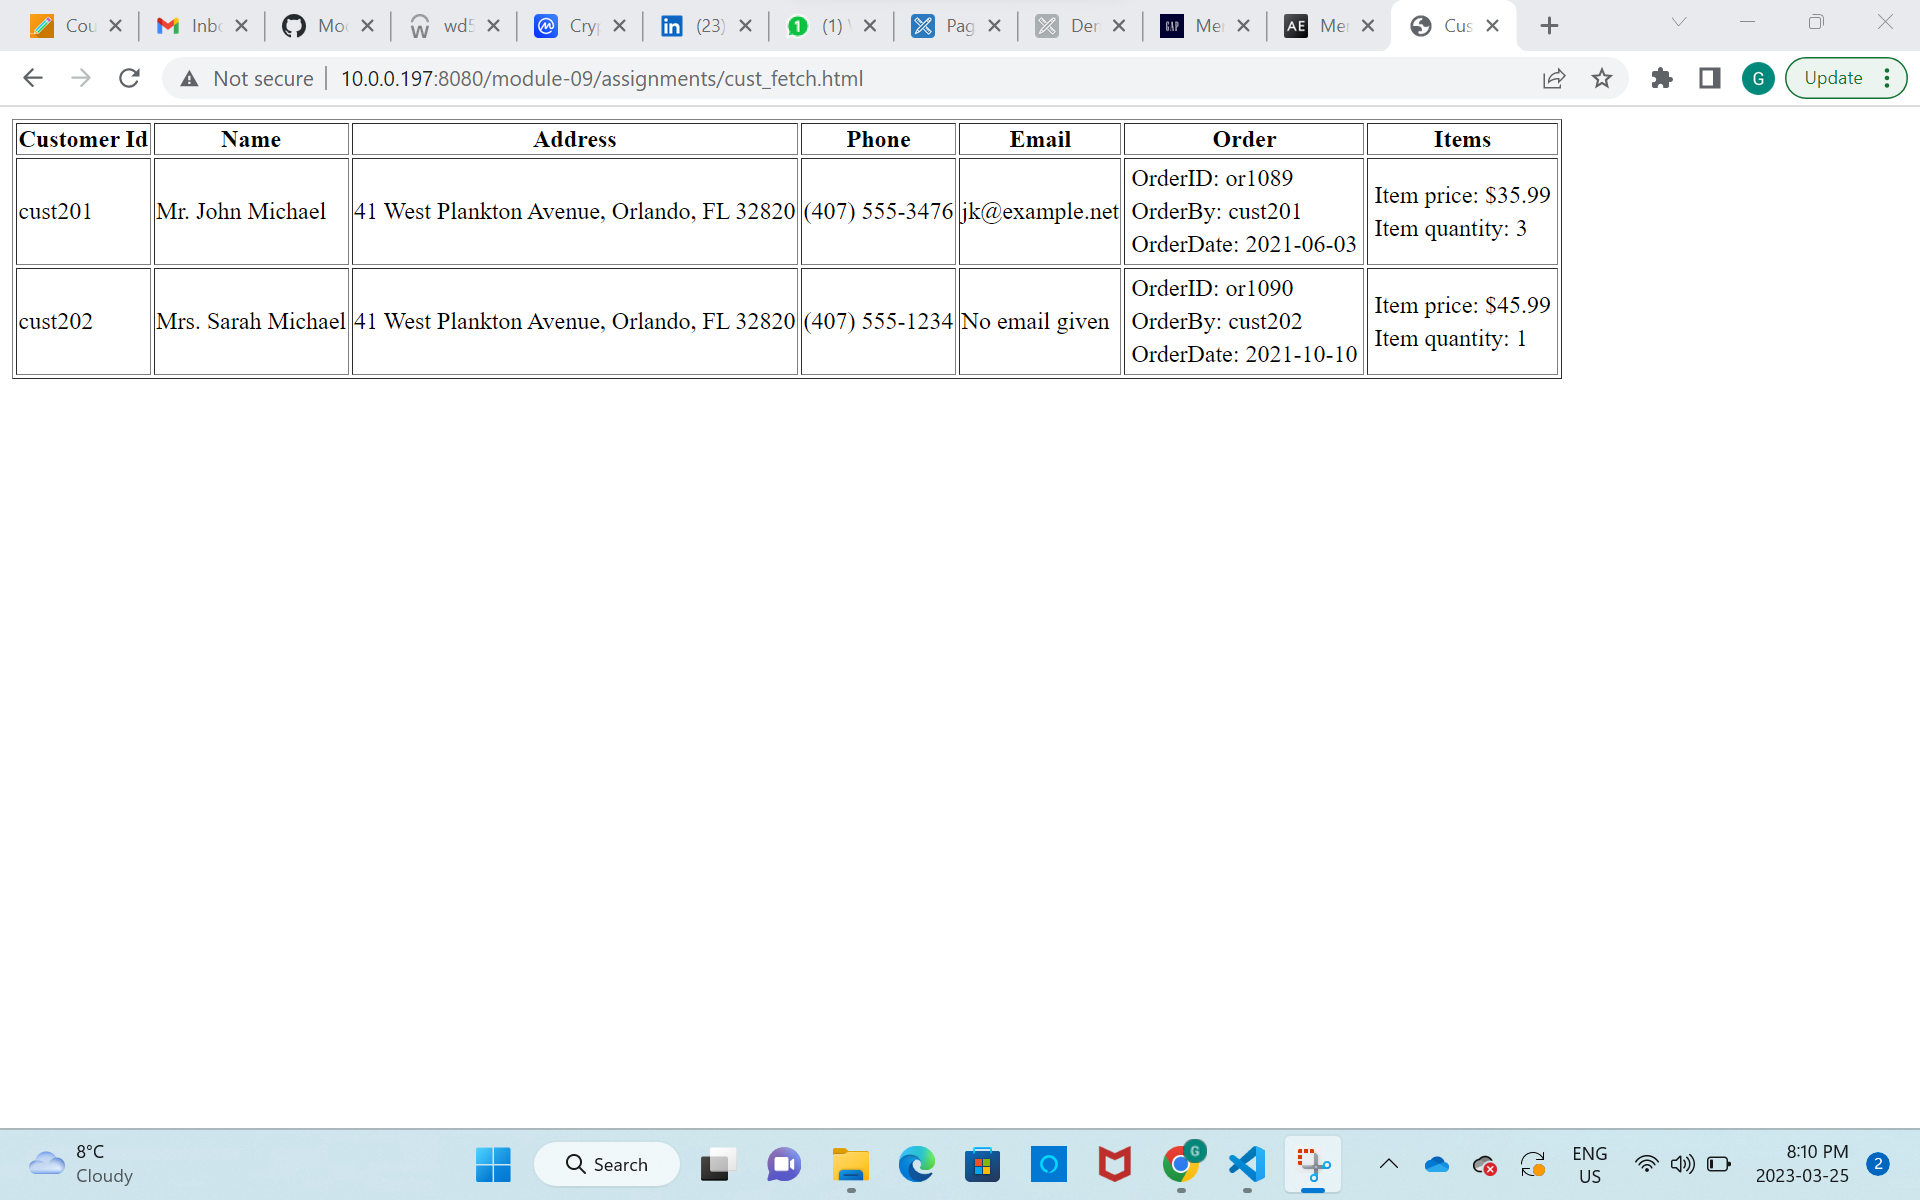 Cou Inbo Mo wd5 Cryp (23) (1) Pag Den Mer Mer Cus
Not secure 10.0.0.197:8080/module-09/assignments/cust_fetch.html G Update
Customer Id Name Address Phone Email Order Items
cust201 Mr. John Michael 41 West Plankton Avenue, Orlando, FL 32820 (407) 555-3476 jk@example.net
OrderID: or1089
OrderBy: cust201
OrderDate: 2021-06-03
Item price: $35.99
Item quantity: 3
cust202 Mrs. Sarah Michael 41 West Plankton Avenue, Orlando, FL 32820 (407) 555-1234 No email given
OrderID: or1090
OrderBy: cust202
OrderDate: 2021-10-10
Item price: $45.99
Item quantity: 1
8°C
Cloudy
Search
G
ENG
US
8:10 PM
2023-03-25
2